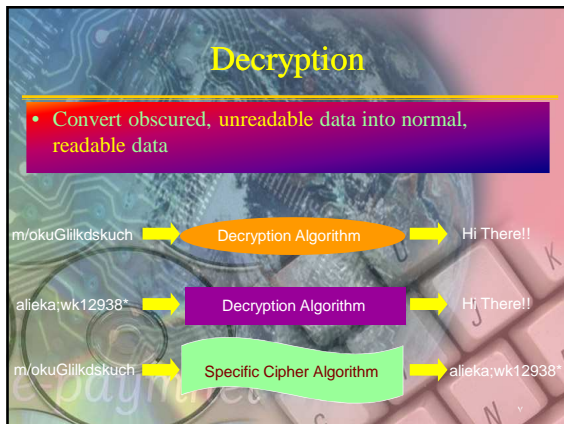 Decryption
• Convert obscured, unreadable data into normal,
readable data
m/okuGlilkdskuch Decryption Algorithm Hi There!!
alieka;wk12938* Decryption Algorithm Hi There!!
m/okuGlilkdskuch Specific Cipher Algorithm alieka;wk12938*
e-payment
U
K
J
N
v